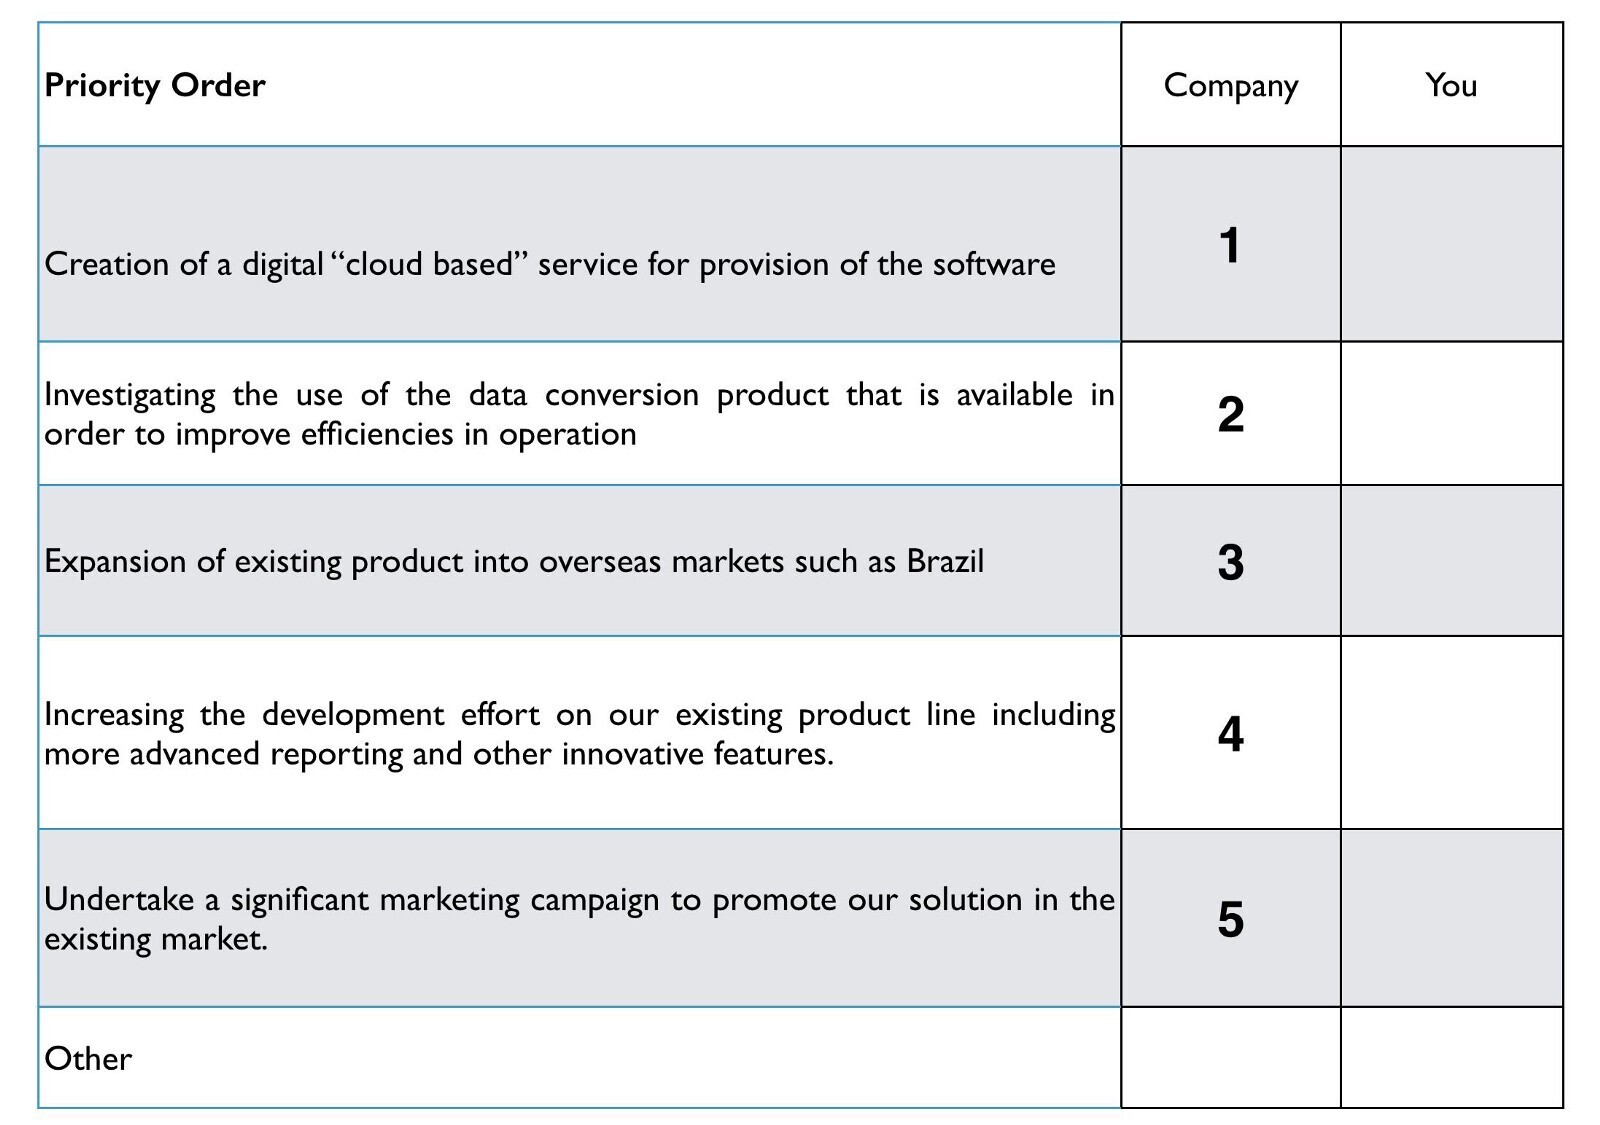 Priority Order Company You
Creation of a digital “cloud based” service for provision of the software 1
Investigating the use of the data conversion product that is available in
order to improve efficiencies in operation 2
Expansion of existing product into overseas markets such as Brazil 3
Increasing the development effort on our existing product line including
more advanced reporting and other innovative features. 4
Undertake a significant marketing campaign to promote our solution in the
existing market. 5
Other